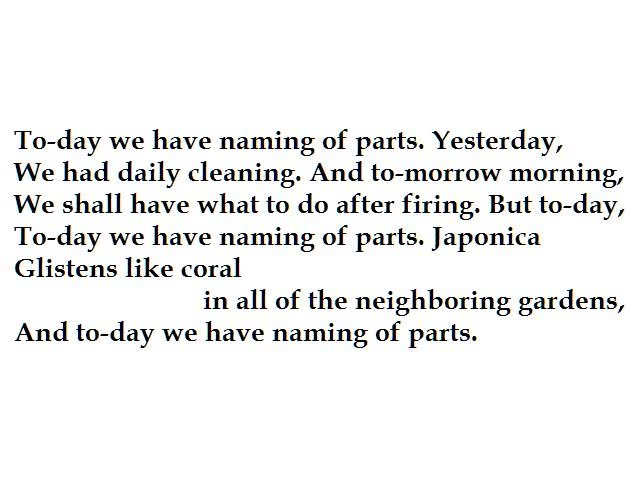 To-day we have naming of parts. Yesterday,
We had daily cleaning. And to-morrow morning,
We shall have what to do after firing. But to-day,
To-day we have naming of parts. Japonica
Glistens like coral
in all of the neighboring gardens,
And to-day we have naming of parts.